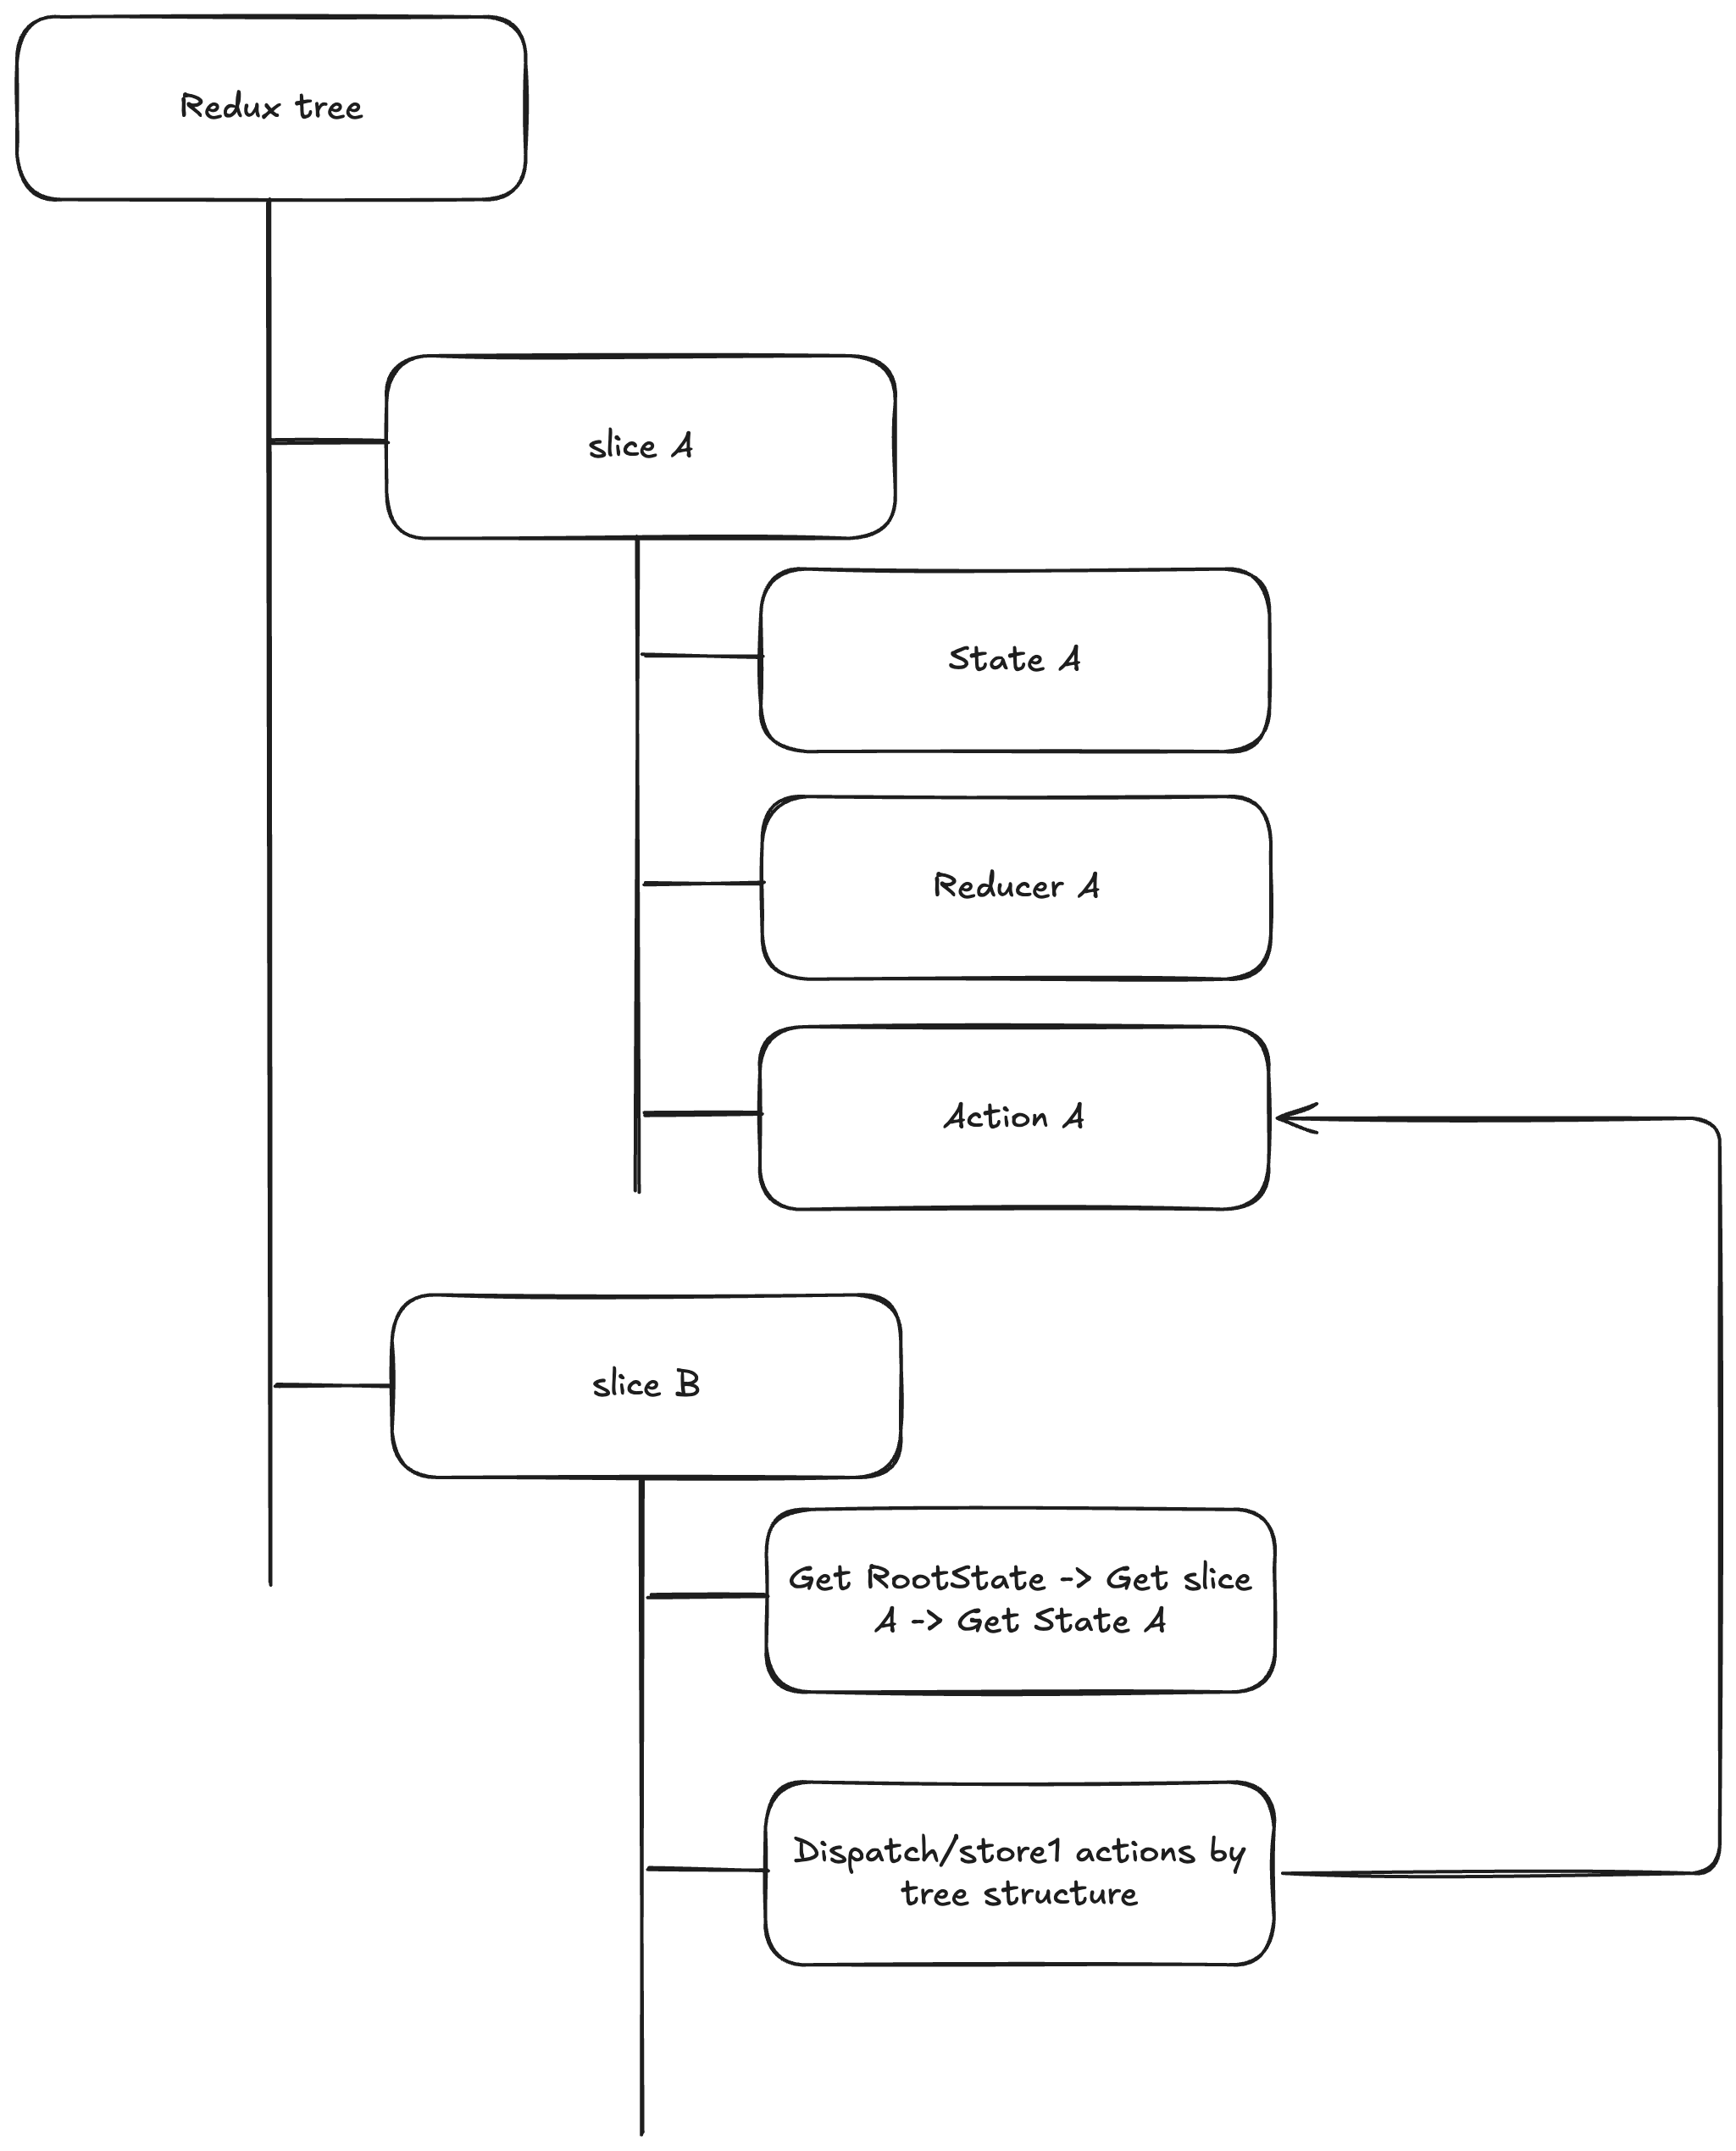 Redux tree
slice A
State A
Reducer A
Action A
slice B
Get RootState -> Get slice
A -> Get State A
Dispatch/store1 actions by
tree structure